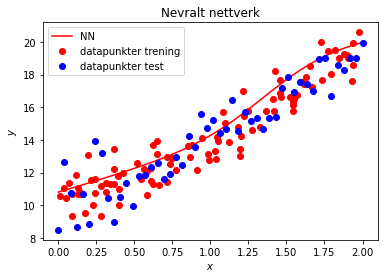 Nevralt nettverk
NN
datapunkter trening
datapunkter test
y
20
18
16
14
12
10
8
0.00 0.25 0.50 0.75 1.00 1.25 1.50 1.75 2.00
x